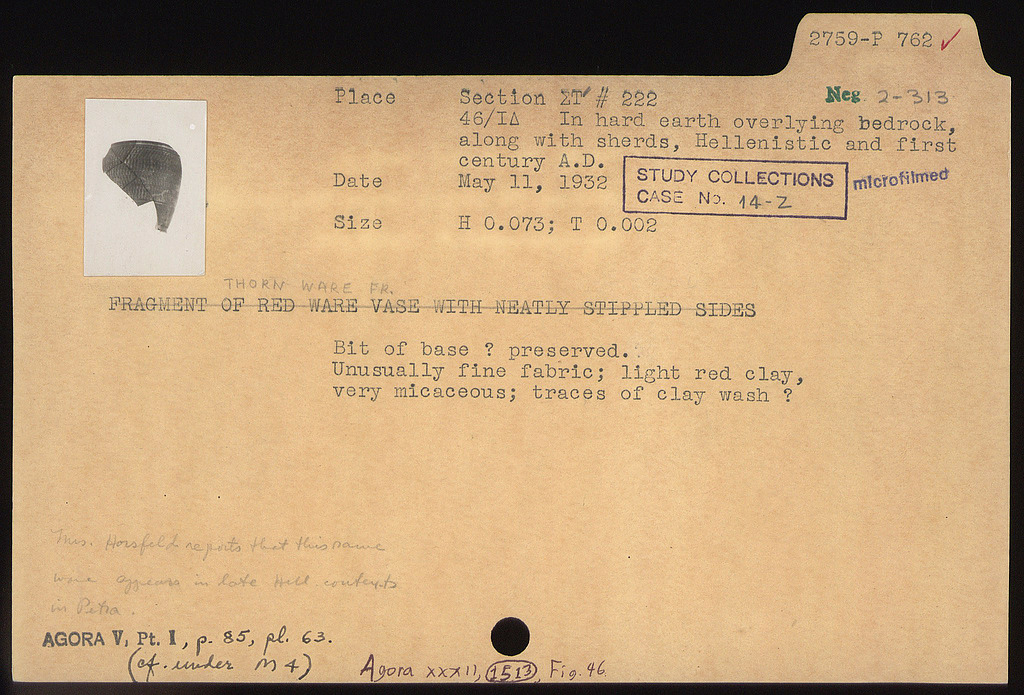 2759-P 762 ✓
Place Section ΣΤ' # 222 Neg. 2-313
46/ΙΔ In hard earth overlying bedrock,
along with sherds, Hellenistic and first
century A.D.
Date May 11, 1932
STUDY COLLECTIONS
CASE No. 14-Z
microfilmed
Size H 0.073; T 0.002
THORN WARE FR.
FRAGMENT OF RED WARE VASE WITH NEATLY STIPPLED SIDES
Bit of base ? preserved.
Unusually fine fabric; light red clay,
very micaceous; traces of clay wash ?
Mrs. Horsfeld reports that this same
ware appears in late Hell contexts
in Petra.
AGORA V, Pt. I, p. 85, pl. 63.
(cf. under M 4)
Agora XXXII, 1513, Fig. 46.